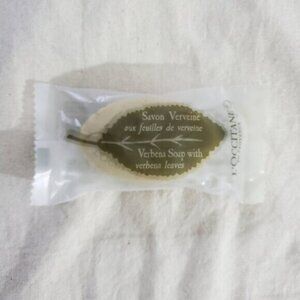 Savon Verveine
aux feuilles de verveine
Verbena Soap with
verbena leaves
L'OCCITANE